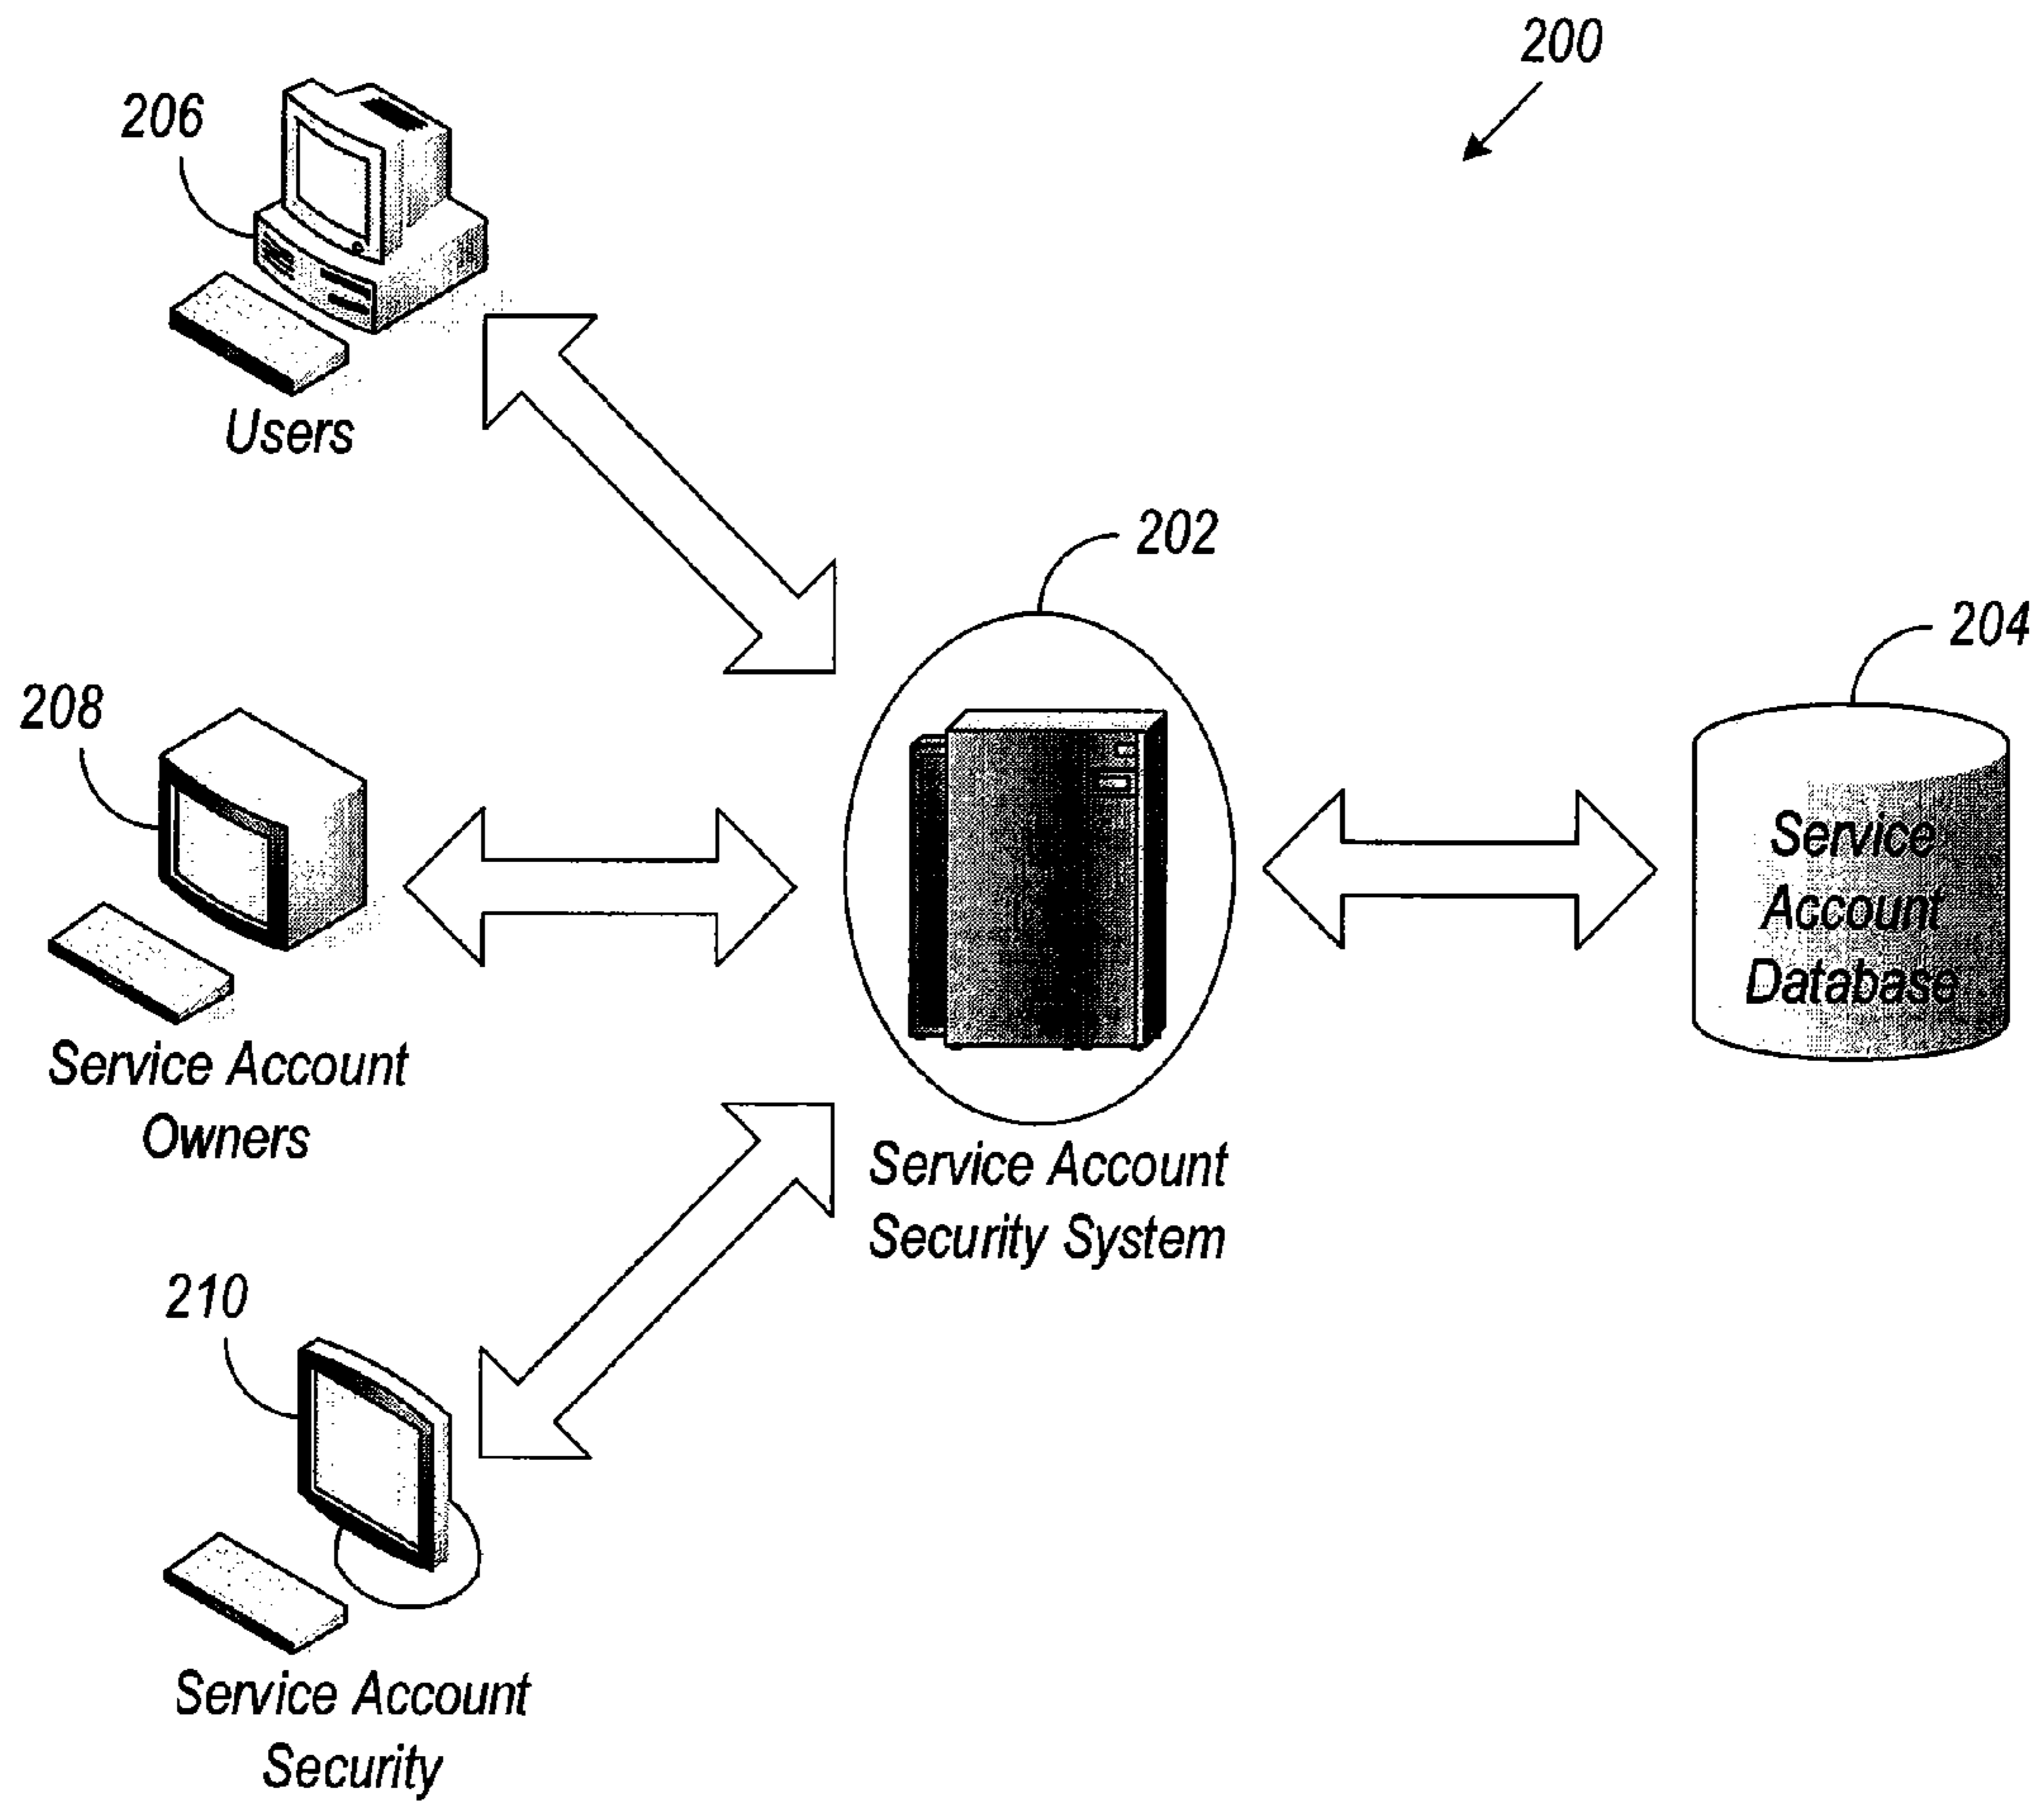 200
206
Users
202
204
208
Service
Account
Database
Service Account
Owners
Service Account
Security System
210
Service Account
Security